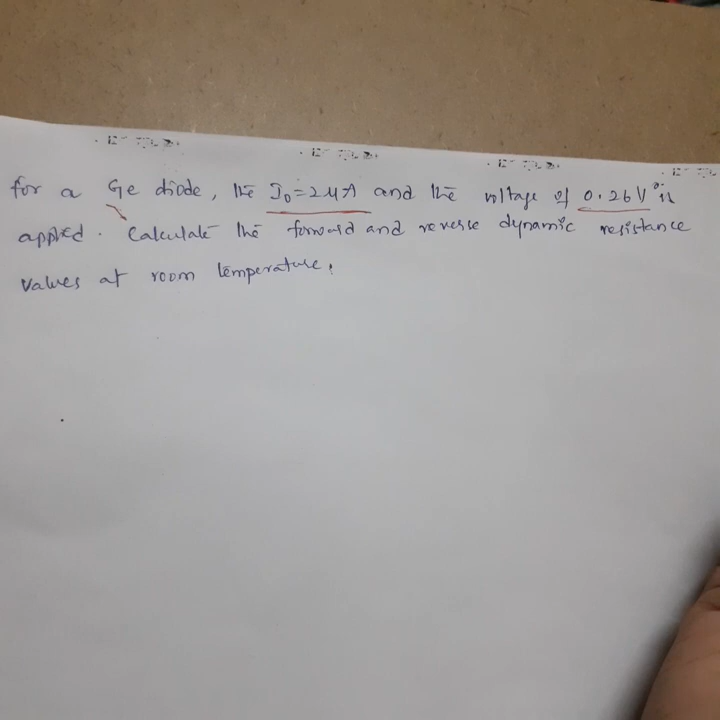 for a Ge diode, the I₀=2μA and the voltage of 0.26V is
applied. Calculate the forward and reverse dynamic resistance
values at room temperature.